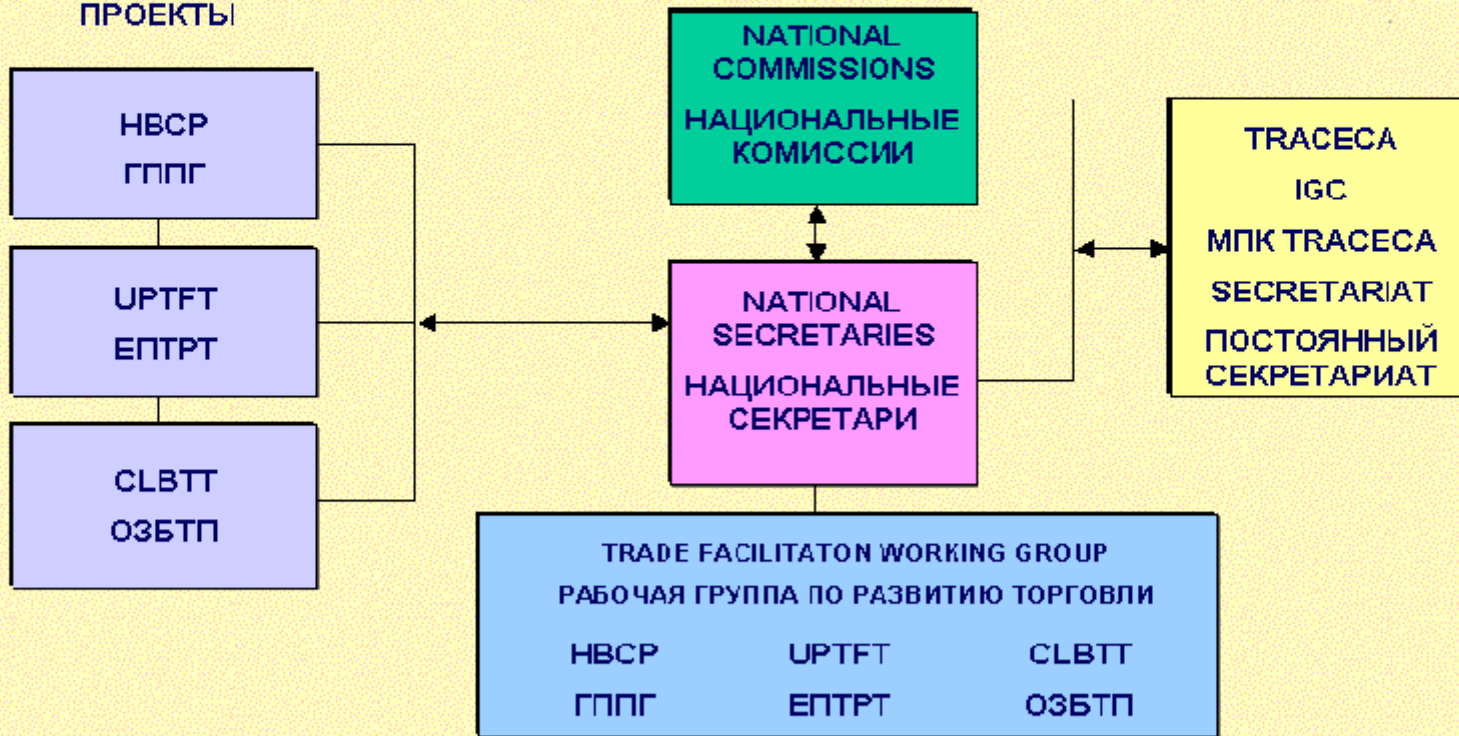 ПРОЕКТЫ
HBCP
ГППГ
UPTFT
ЕПТРТ
CLBTT
ОЗБТП
NATIONAL
COMMISSIONS
НАЦИОНАЛЬНЫЕ
КОМИССИИ
NATIONAL
SECRETARIES
НАЦИОНАЛЬНЫЕ
СЕКРЕТАРИ
TRACECA
IGC
МПК TRACECA
SECRETARIAT
ПОСТОЯННЫЙ
СЕКРЕТАРИАТ
TRADE FACILITATON WORKING GROUP
РАБОЧАЯ ГРУППА ПО РАЗВИТИЮ ТОРГОВЛИ
HBCP UPTFT CLBTT
ГППГ ЕПТРТ ОЗБТП